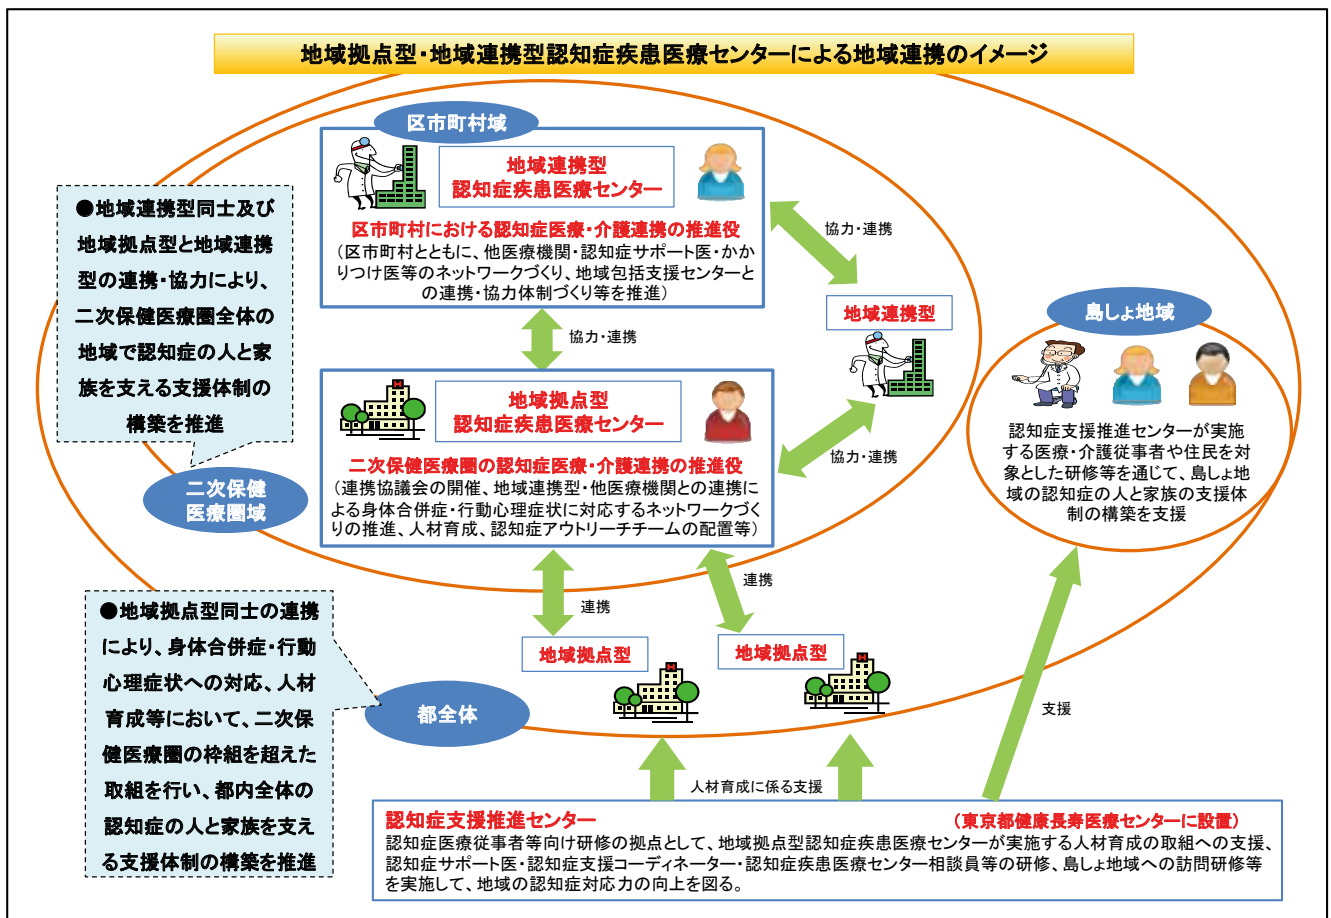 地域拠点型・地域連携型認知症疾患医療センターによる地域連携のイメージ
区市町村域
地域連携型
認知症疾患医療センター
区市町村における認知症医療・介護連携の推進役
（区市町村とともに、他医療機関・認知症サポート医・かか
りつけ医等のネットワークづくり、地域包括支援センターと
の連携・協力体制づくり等を推進）
●地域連携型同士及び
地域拠点型と地域連携
型の連携・協力により、
二次保健医療圏全体の
地域で認知症の人と家
族を支える支援体制の
構築を推進
協力・連携
地域連携型
協力・連携
島しょ地域
認知症支援推進センターが実施
する医療・介護従事者や住民を対
象とした研修等を通じて、島しょ地
域の認知症の人と家族の支援体
制の構築を支援
地域拠点型
認知症疾患医療センター
二次保健医療圏の認知症医療・介護連携の推進役
（連携協議会の開催、地域連携型・他医療機関との連携に
よる身体合併症・行動心理症状に対応するネットワークづく
りの推進、人材育成、認知症アウトリーチチームの配置等）
協力・連携
二次保健
医療圏域
連携
連携
地域拠点型
地域拠点型
●地域拠点型同士の連携
により、身体合併症・行動
心理症状への対応、人材
育成等において、二次保
健医療圏の枠組を超えた
取組を行い、都内全体の
認知症の人と家族を支え
る支援体制の構築を推進
都全体
支援
人材育成に係る支援
認知症支援推進センター （東京都健康長寿医療センターに設置）
認知症医療従事者等向け研修の拠点として、地域拠点型認知症疾患医療センターが実施する人材育成の取組への支援、
認知症サポート医・認知症支援コーディネーター・認知症疾患医療センター相談員等の研修、島しょ地域への訪問研修等
を実施して、地域の認知症対応力の向上を図る。